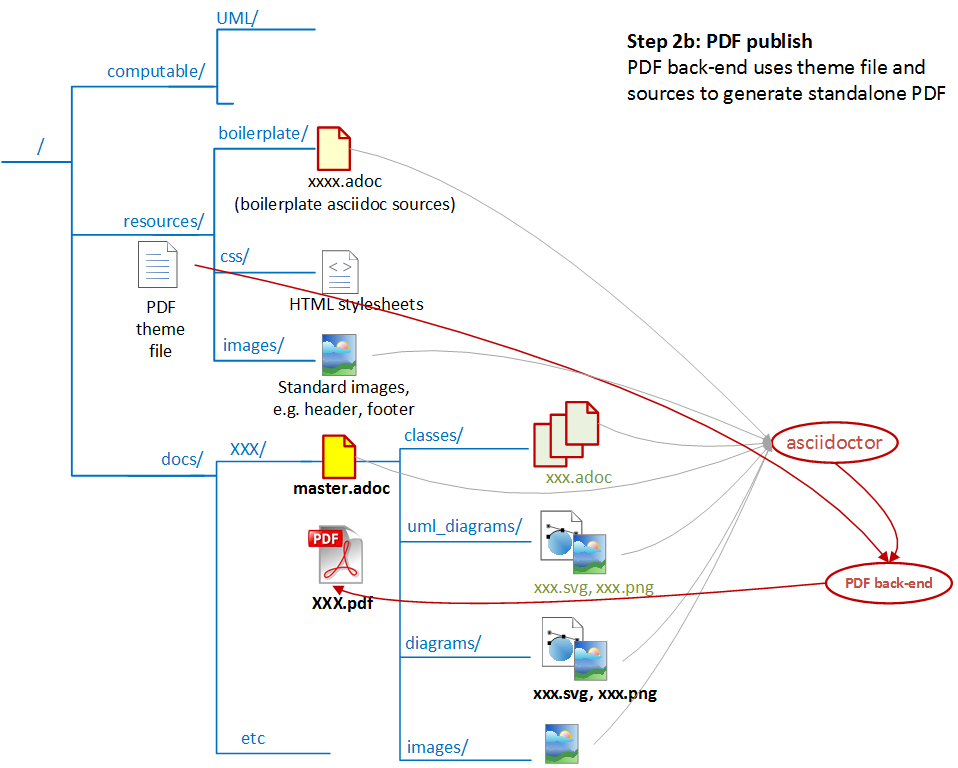 UML/
Step 2b: PDF publish
PDF back-end uses theme file and
sources to generate standalone PDF
computable/
/
boilerplate/
xxxx.adoc
(boilerplate asciidoc sources)
resources/
css/
< >
HTML stylesheets
PDF
theme
file
images/
Standard images,
e.g. header, footer
docs/
XXX/
master.adoc
classes/
xxx.adoc
asciidoctor
uml_diagrams/
xxx.svg, xxx.png
PDF
XXX.pdf
PDF back-end
diagrams/
xxx.svg, xxx.png
etc
images/